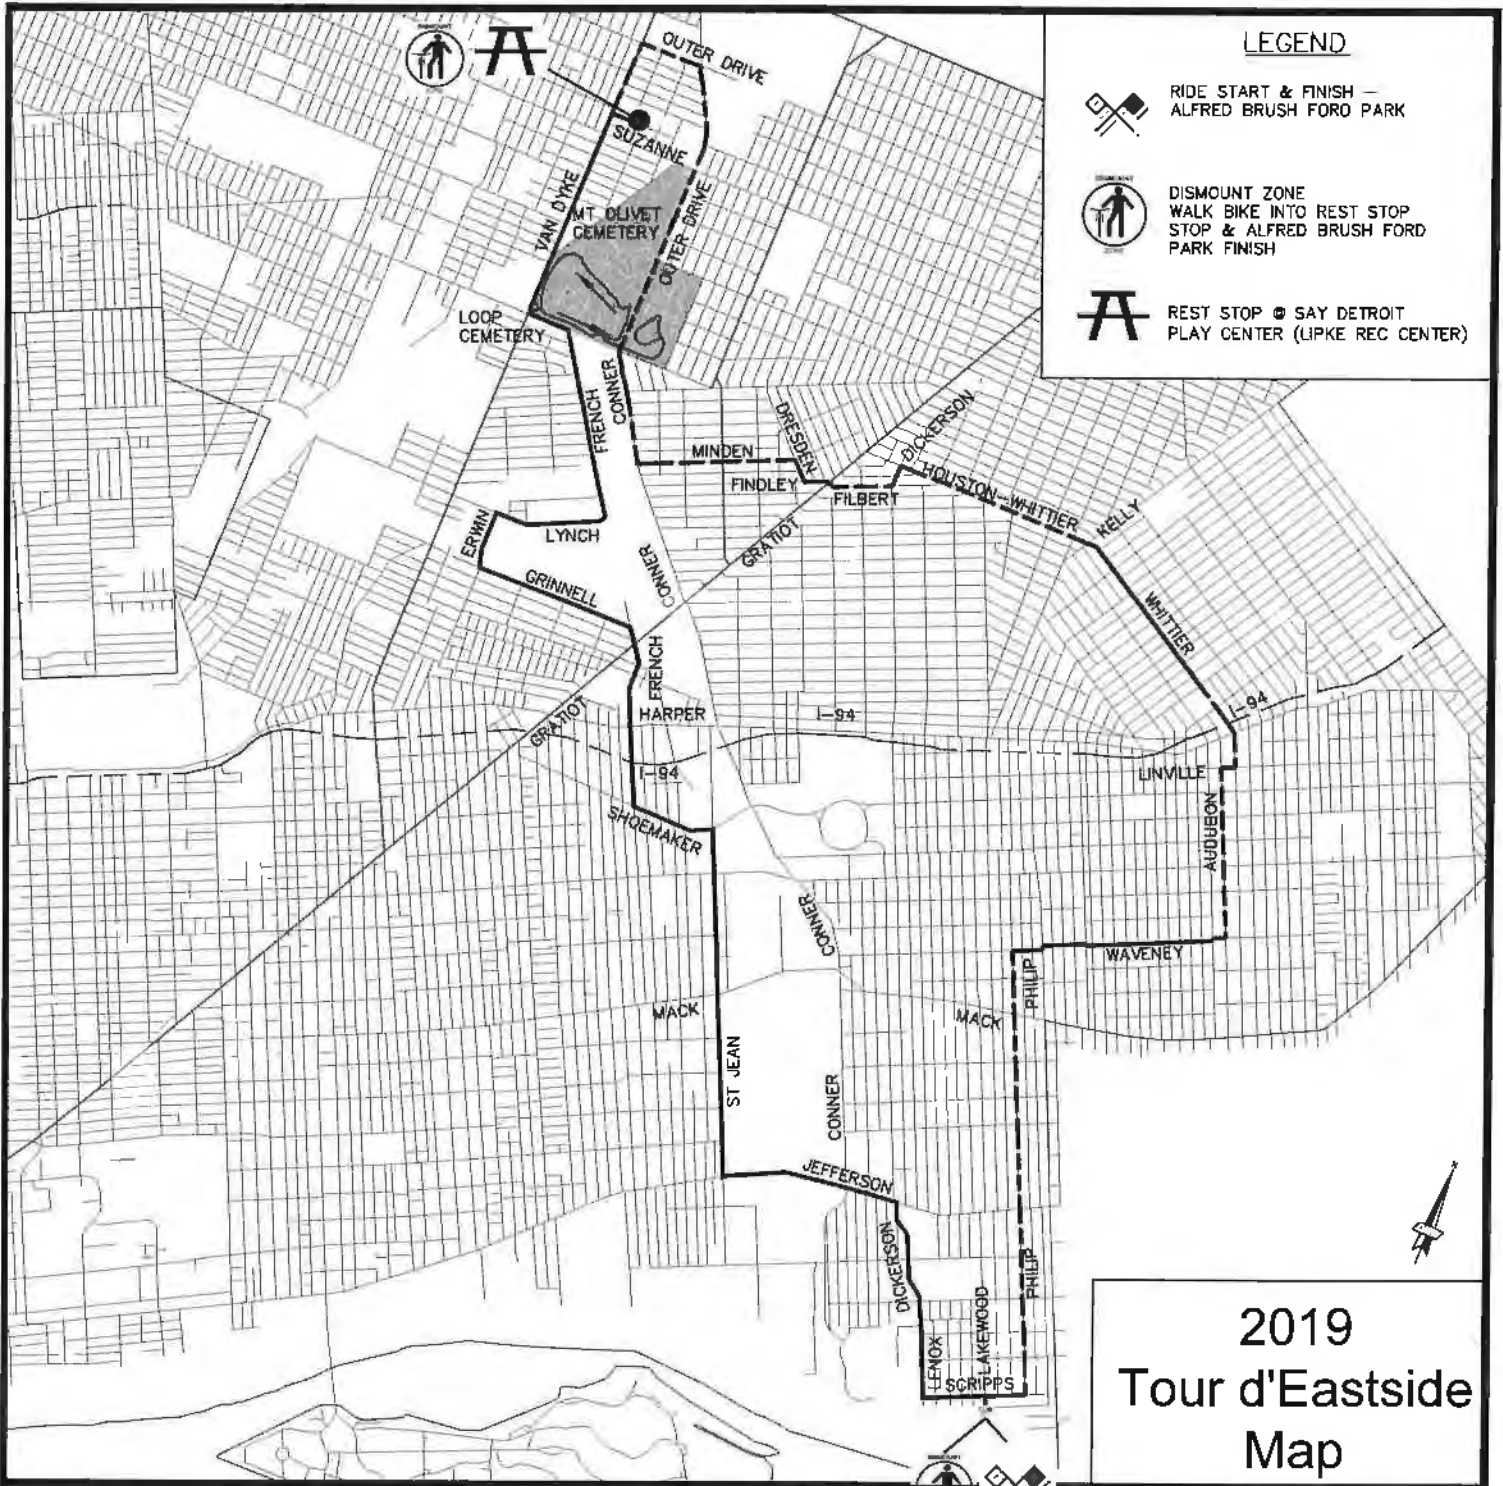 OUTER DRIVE
SUZANNE
VAN DYKE
MT OLIVET
CEMETERY
OUTER DRIVE
LOOP
CEMETERY
FRENCH
CONNER
MINDEN
DRESDEN
FINDLEY
FILBERT
DICKERSON
HOUSTON-WHITTIER
KELLY
ERWIN
LYNCH
GRINNELL
CONNER
GRATIOT
WHITTIER
FRENCH
HARPER
GRATIOT
I-94
I-94
I-94
LINVILLE
SHOEMAKER
AUDUBON
CONNER
WAVENEY
PHILIP
MACK
MACK
ST JEAN
CONNER
JEFFERSON
DICKERSON
PHILIP
LENOX
LAKEWOOD
SCRIPPS
LEGEND
RIDE START & FINISH –
ALFRED BRUSH FORD PARK
DISMOUNT
DISMOUNT ZONE
WALK BIKE INTO REST STOP
STOP & ALFRED BRUSH FORD
PARK FINISH
ZONE
REST STOP @ SAY DETROIT
PLAY CENTER (LIPKE REC CENTER)
2019
Tour d'Eastside
Map